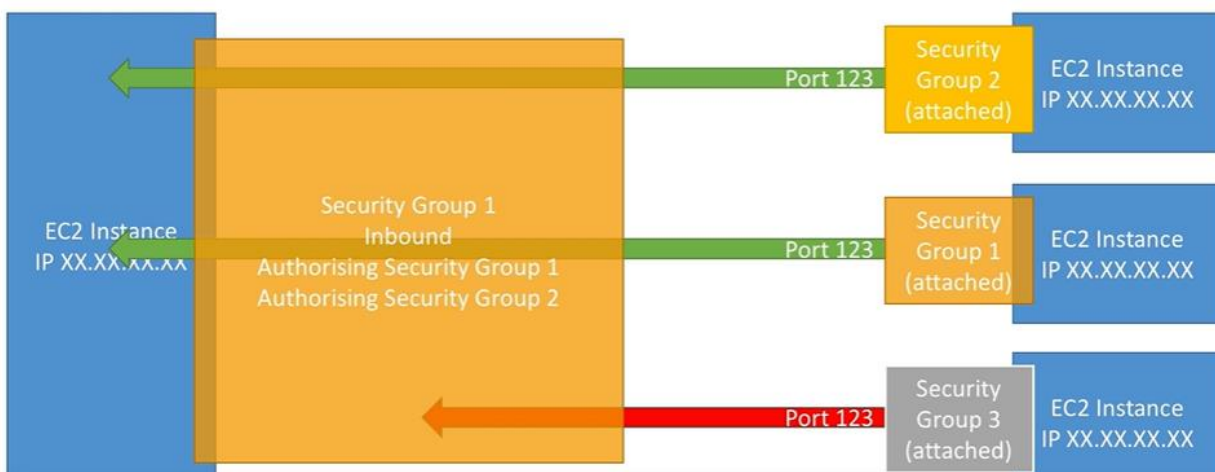 EC2 Instance
IP XX.XX.XX.XX
Security Group 1
Inbound
Authorising Security Group 1
Authorising Security Group 2
Port 123
Security
Group 2
(attached)
EC2 Instance
IP XX.XX.XX.XX
Port 123
Security
Group 1
(attached)
EC2 Instance
IP XX.XX.XX.XX
Port 123
Security
Group 3
(attached)
EC2 Instance
IP XX.XX.XX.XX